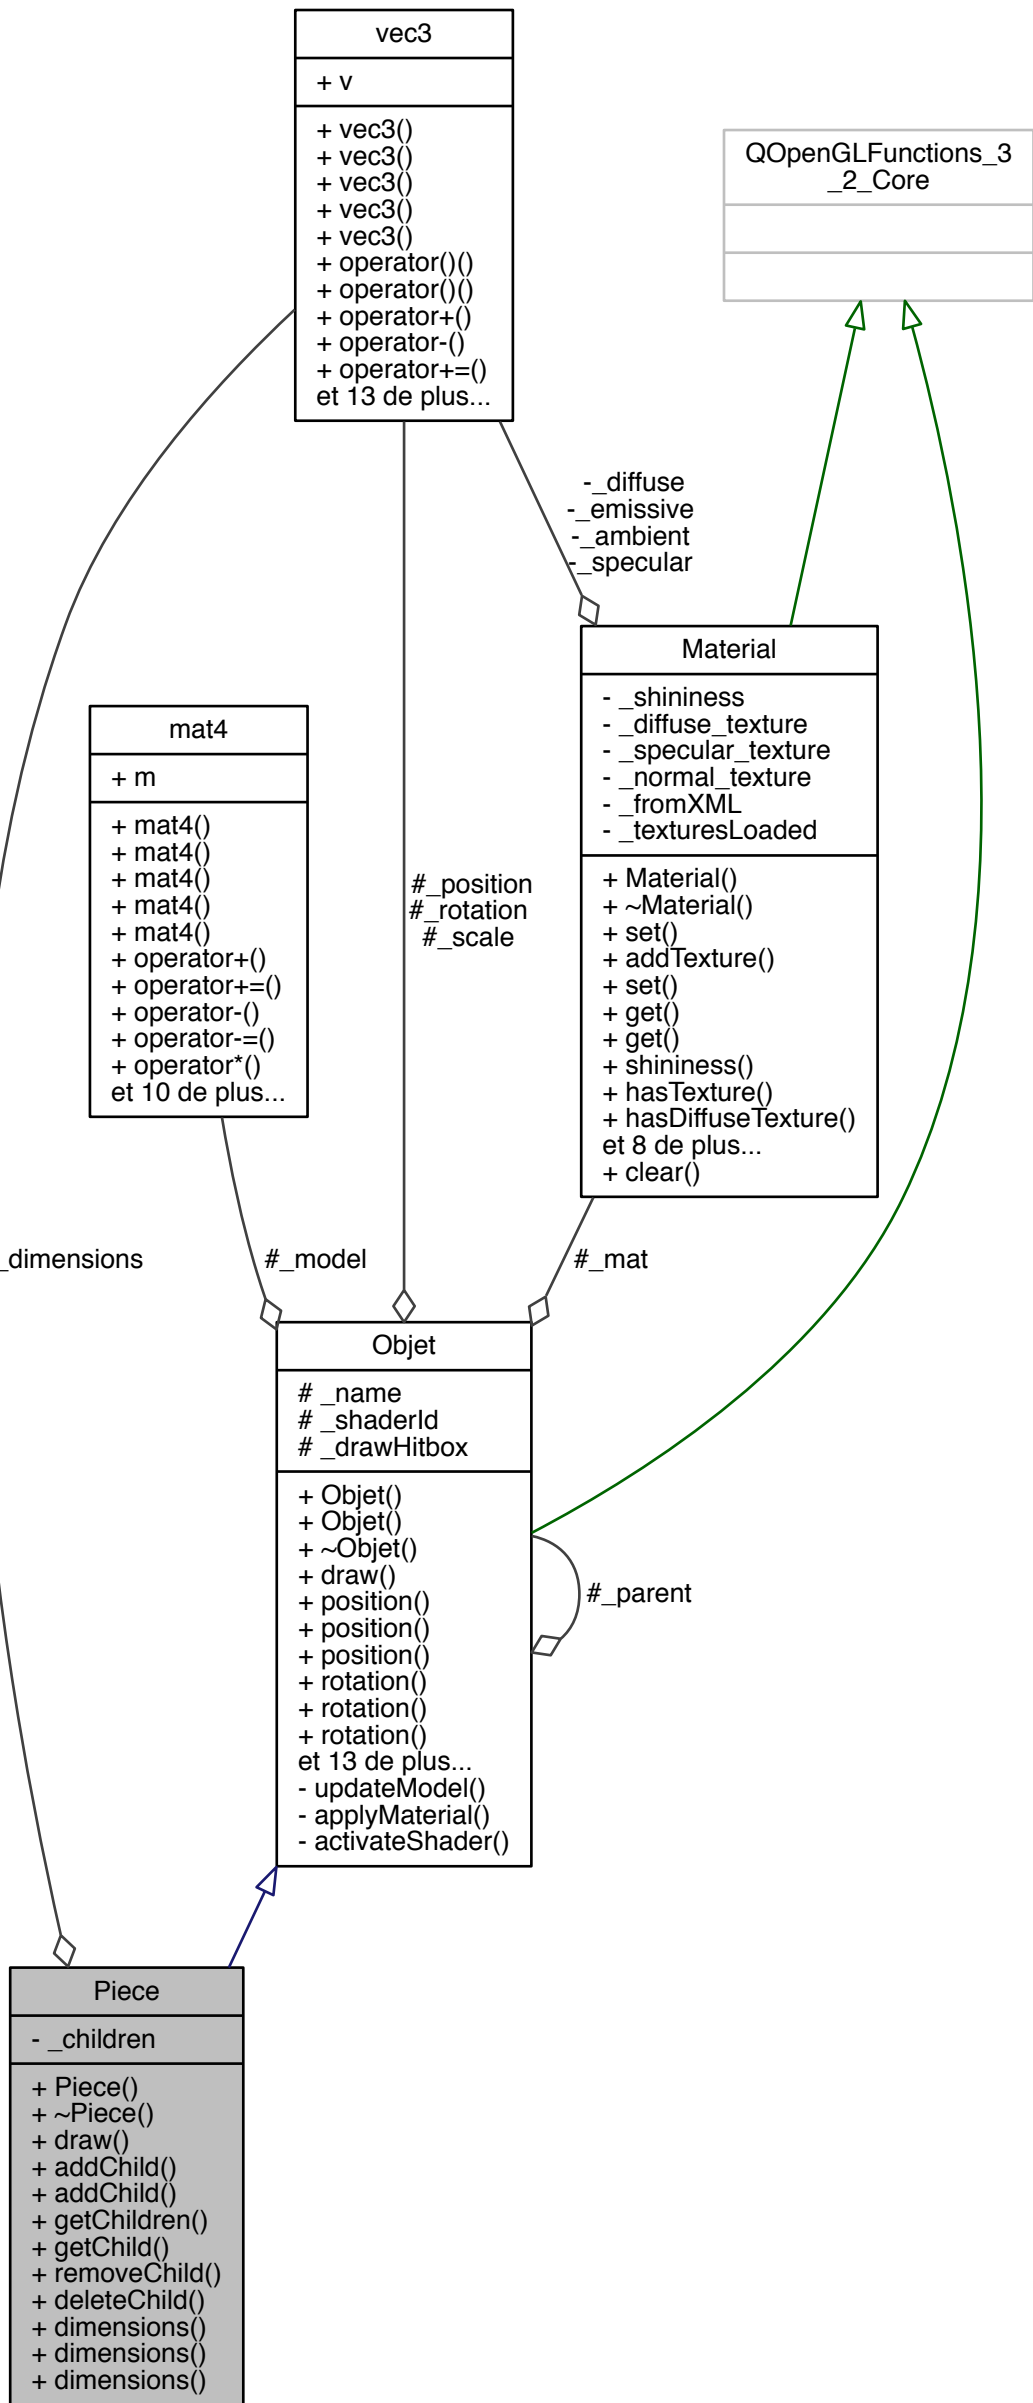 vec3
+ v
+ vec3()
+ vec3()
+ vec3()
+ vec3()
+ vec3()
+ operator()()
+ operator()()
+ operator+()
+ operator-()
+ operator+=()
et 13 de plus...
QOpenGLFunctions_3
_2_Core
-_diffuse
-_emissive
-_ambient
-_specular
Material
- _shininess
- _diffuse_texture
- _specular_texture
- _normal_texture
- _fromXML
- _texturesLoaded
+ Material()
+ ~Material()
+ set()
+ addTexture()
+ set()
+ get()
+ get()
+ shininess()
+ hasTexture()
+ hasDiffuseTexture()
et 8 de plus...
+ clear()
mat4
+ m
+ mat4()
+ mat4()
+ mat4()
+ mat4()
+ mat4()
+ operator+()
+ operator+=()
+ operator-()
+ operator-=()
+ operator*()
et 10 de plus...
#_position
#_rotation
#_scale
_dimensions
#_model
#_mat
Objet
# _name
# _shaderId
# _drawHitbox
+ Objet()
+ Objet()
+ ~Objet()
+ draw()
+ position()
+ position()
+ position()
+ rotation()
+ rotation()
+ rotation()
et 13 de plus...
- updateModel()
- applyMaterial()
- activateShader()
#_parent
Piece
- _children
+ Piece()
+ ~Piece()
+ draw()
+ addChild()
+ addChild()
+ getChildren()
+ getChild()
+ removeChild()
+ deleteChild()
+ dimensions()
+ dimensions()
+ dimensions()